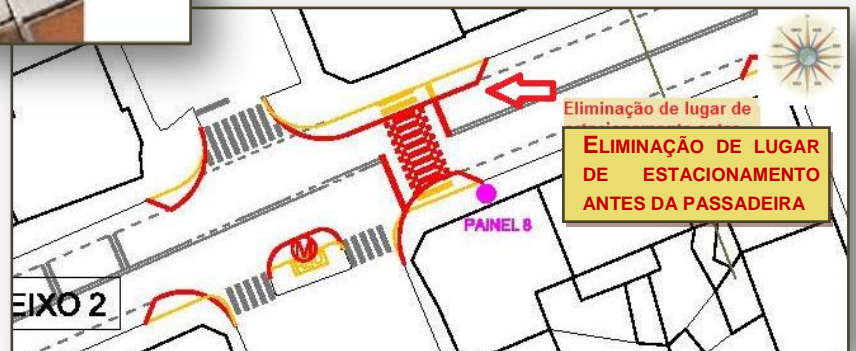 Eliminação de lugar de
ELIMINAÇÃO DE LUGAR
DE ESTACIONAMENTO
ANTES DA PASSADEIRA
PAINEL 8
EIXO 2